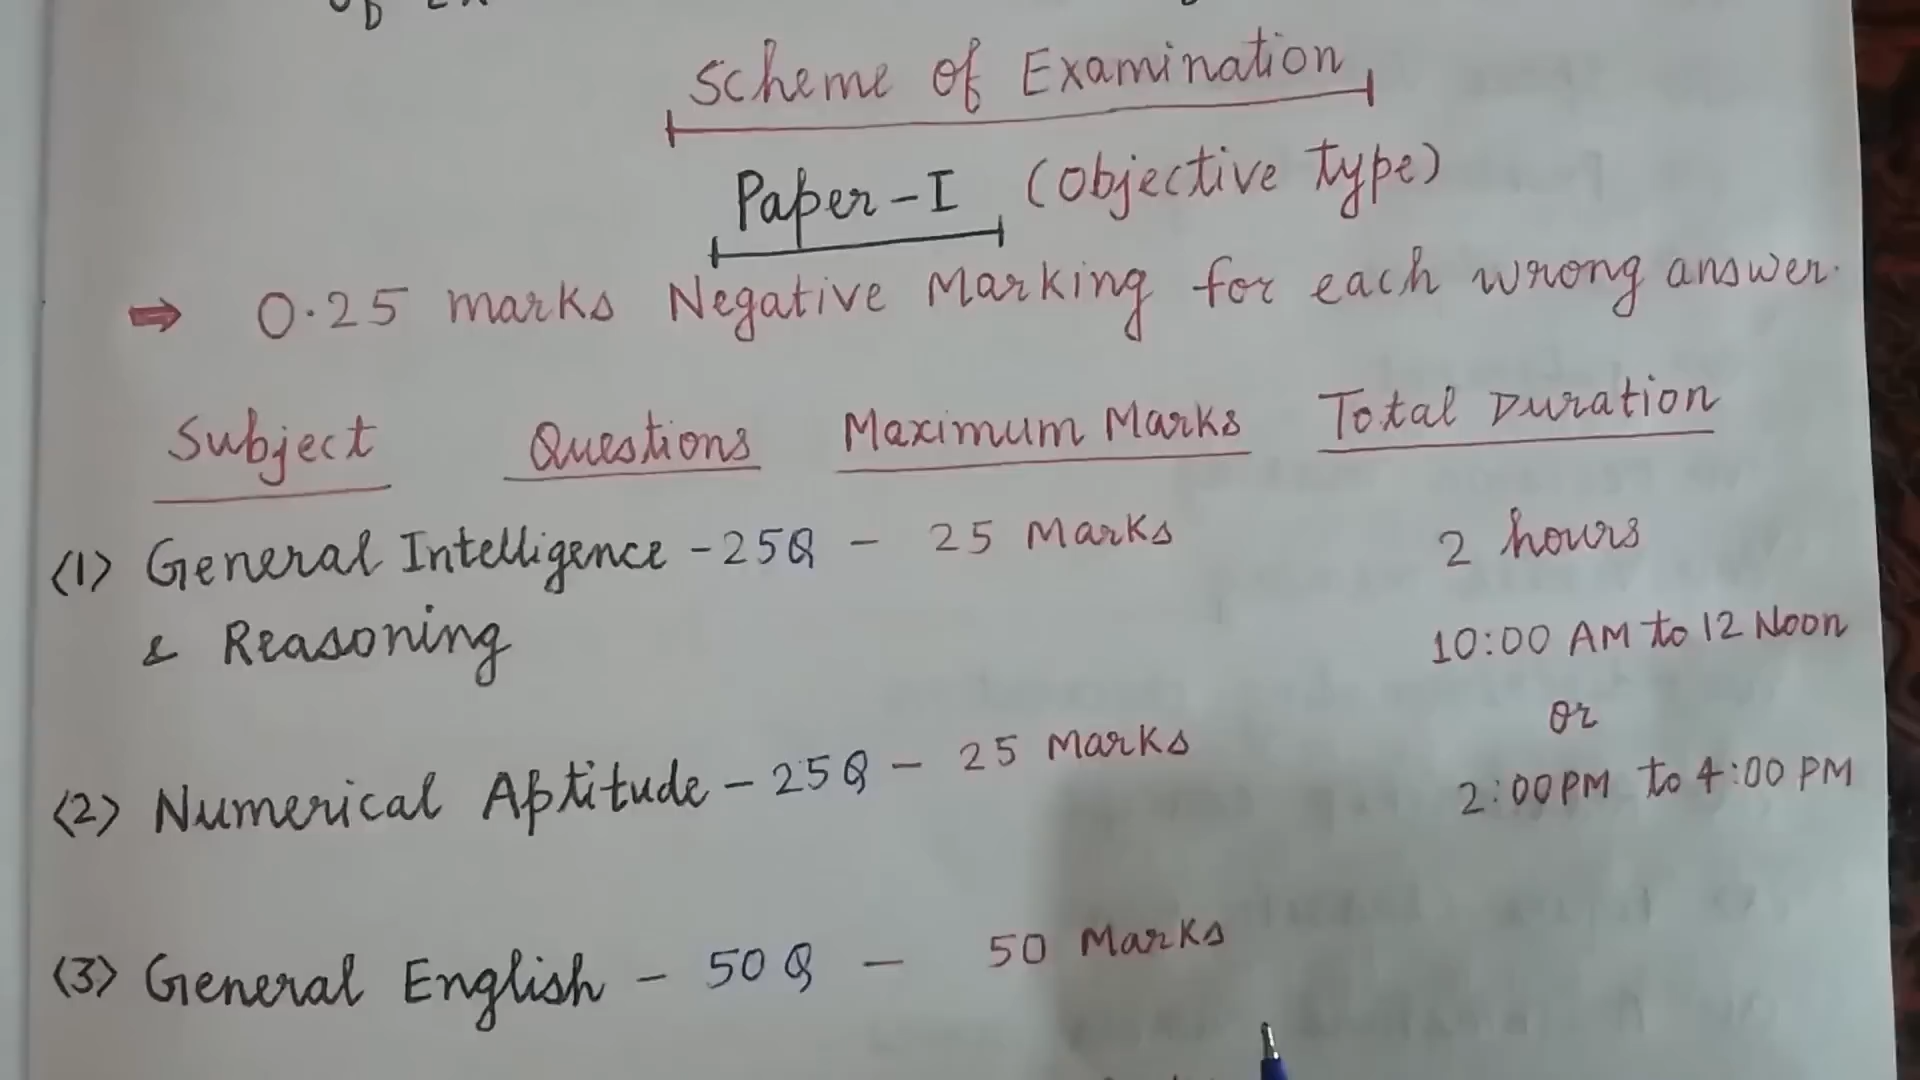 Scheme of Examination
Paper-I (Objective type)
⇒ 0.25 marks Negative Marking for each wrong answer.
Subject Questions Maximum Marks Total Duration
(1) General Intelligence - 25Q - 25 Marks 2 hours
& Reasoning 10:00 AM to 12 Noon
or
(2) Numerical Aptitude - 25Q - 25 Marks 2:00PM to 4:00 PM
(3) General English - 50Q - 50 Marks